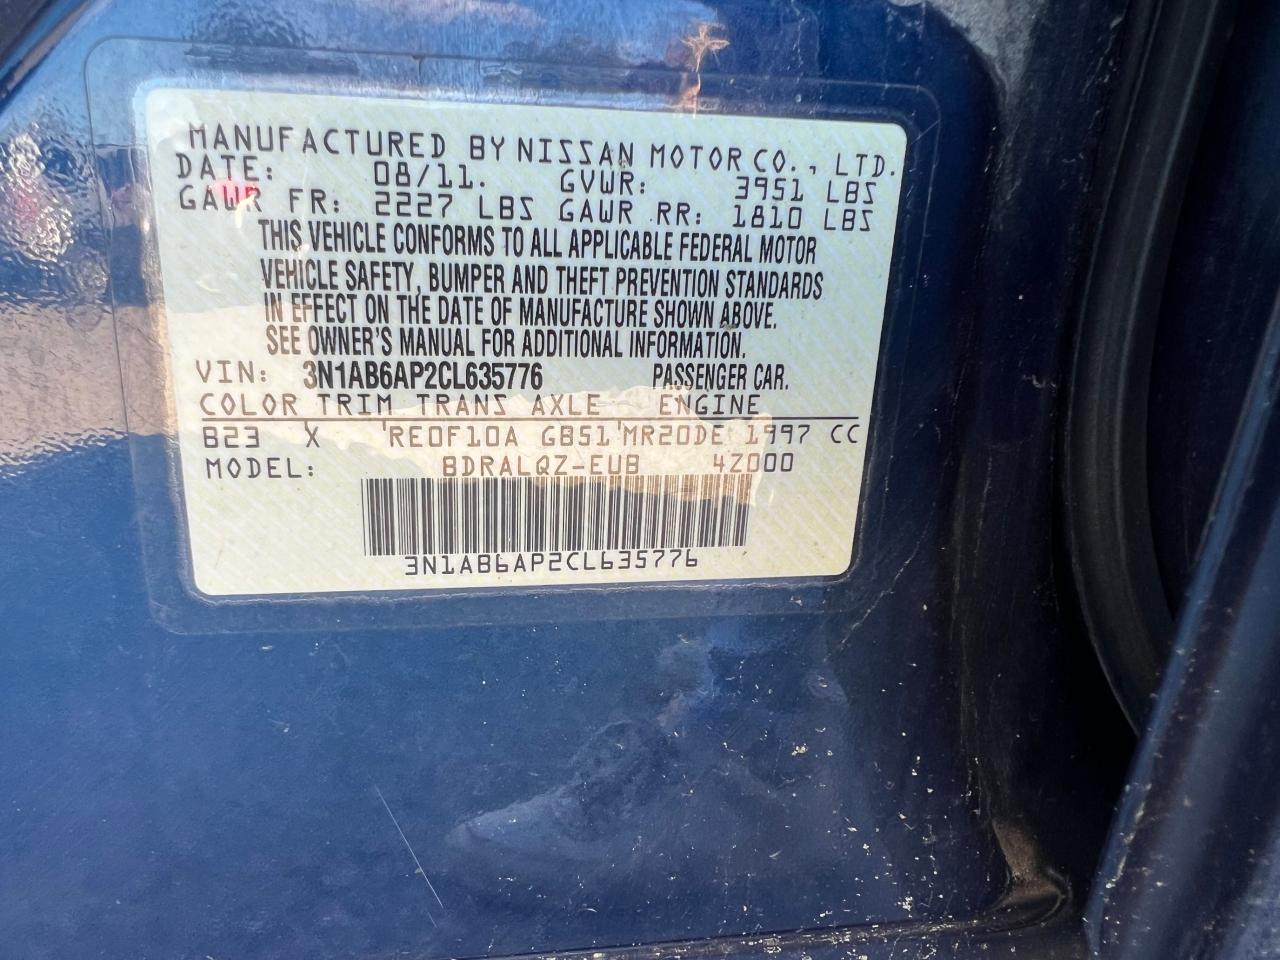 MANUFACTURED BY NISSAN MOTOR CO., LTD.
DATE: 08/11. GVWR: 3951 LBS
GAWR FR: 2227 LBS GAWR RR: 1810 LBS
THIS VEHICLE CONFORMS TO ALL APPLICABLE FEDERAL MOTOR
VEHICLE SAFETY, BUMPER AND THEFT PREVENTION STANDARDS
IN EFFECT ON THE DATE OF MANUFACTURE SHOWN ABOVE.
SEE OWNER'S MANUAL FOR ADDITIONAL INFORMATION.
VIN: 3N1AB6AP2CL635776 PASSENGER CAR.
COLOR TRIM TRANS AXLE ENGINE
B23 X 'RE0F10A GB51'MR20DE 1997 CC
MODEL: BDRALQZ-EUB 4Z000
3N1AB6AP2CL635776